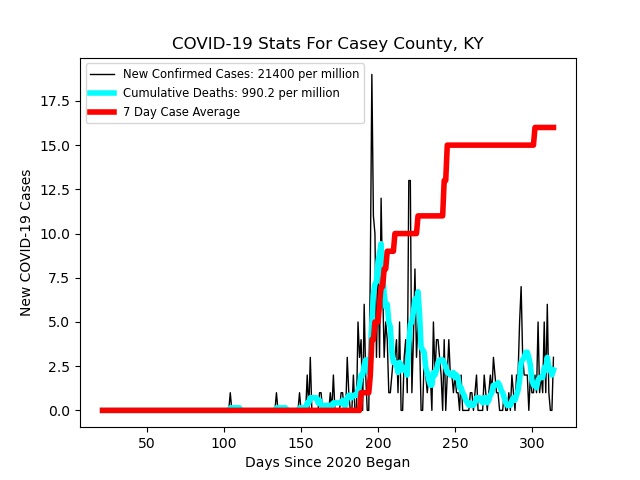 COVID-19 Stats For Casey County, KY
New Confirmed Cases: 21400 per million
Cumulative Deaths: 990.2 per million
7 Day Case Average
New COVID-19 Cases
17.5
15.0
12.5
10.0
7.5
5.0
2.5
0.0
50 100 150 200 250 300
Days Since 2020 Began